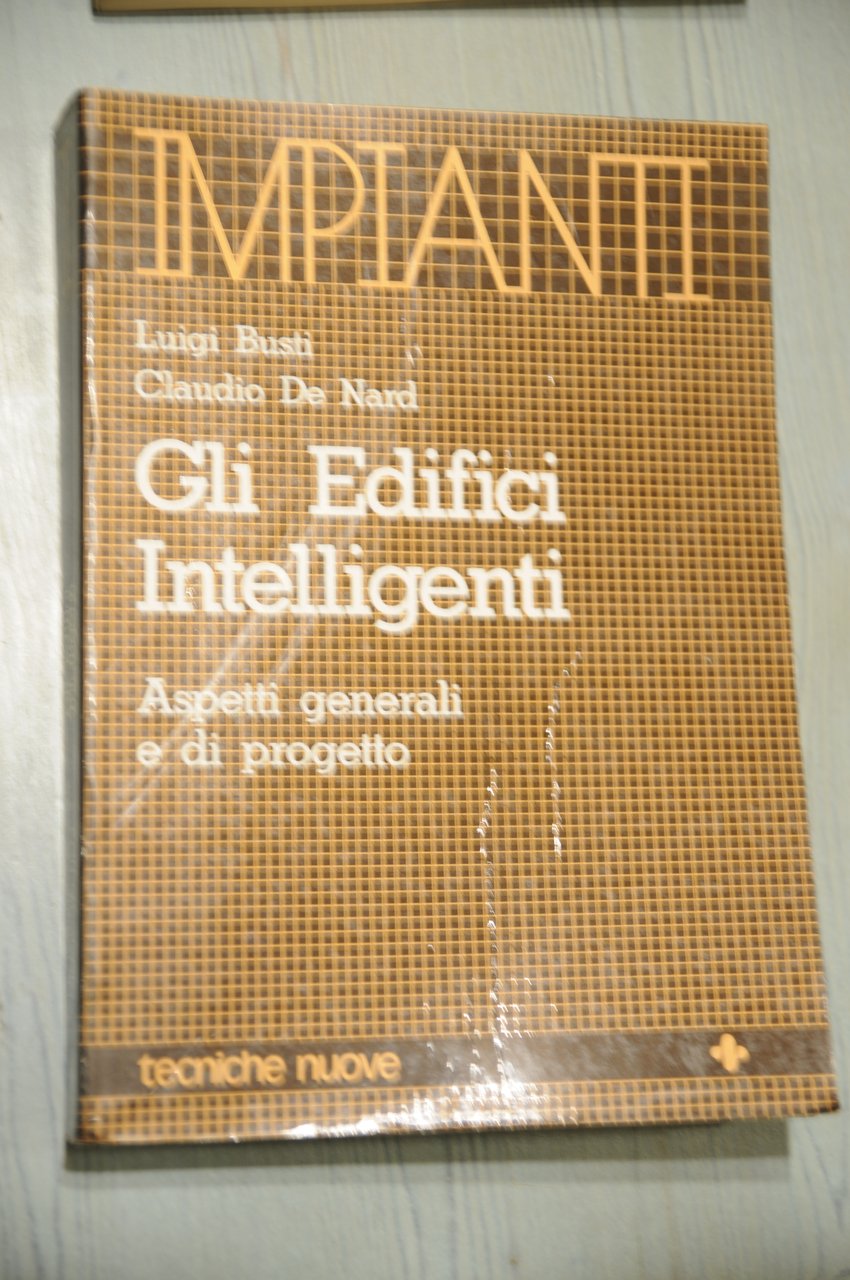 IMPIANTI
Luigi Busti
Claudio De Nard
Gli Edifici
Intelligenti
Aspetti generali
e di progetto
tecniche nuove